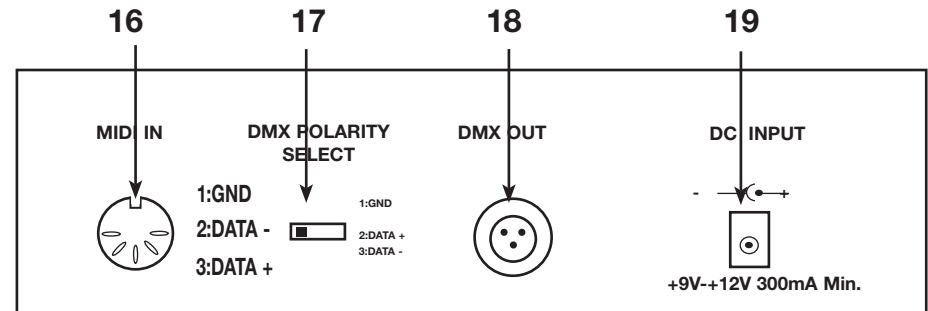 16 17 18 19
MIDI IN DMX POLARITY SELECT DMX OUT DC INPUT
- +
1:GND 1:GND
2:DATA - 2:DATA +
3:DATA + 3:DATA -
+9V-+12V 300mA Min.